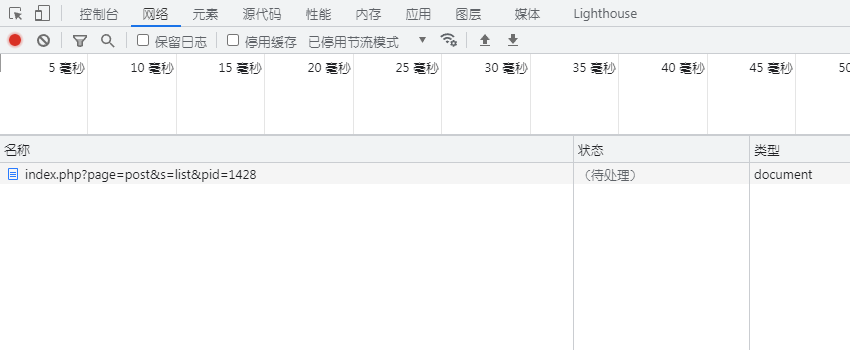 控制台 网络 元素 源代码 性能 内存 应用 图层 媒体 Lighthouse
保留日志 停用缓存 已停用节流模式
5 毫秒 10 毫秒 15 毫秒 20 毫秒 25 毫秒 30 毫秒 35 毫秒 40 毫秒 45 毫秒 50
名称 状态 类型
index.php?page=post&s=list&pid=1428 （待处理） document